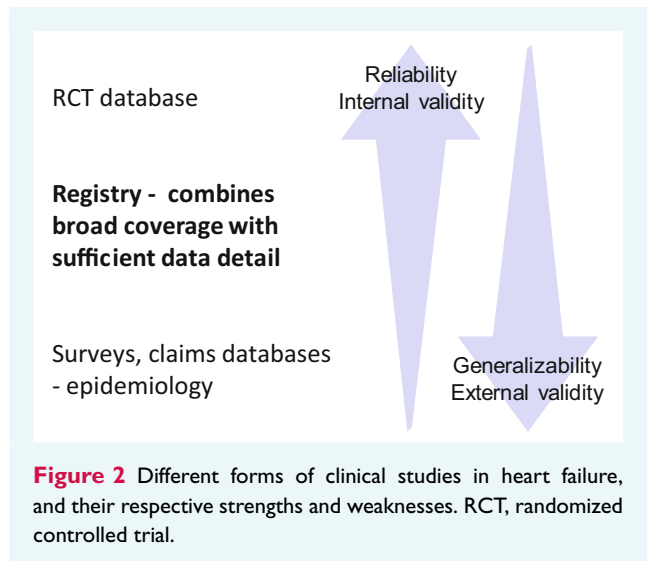 RCT database
Reliability
Internal validity
Registry - combines
broad coverage with
sufficient data detail
Surveys, claims databases
- epidemiology
Generalizability
External validity
Figure 2 Different forms of clinical studies in heart failure,
and their respective strengths and weaknesses. RCT, randomized
controlled trial.